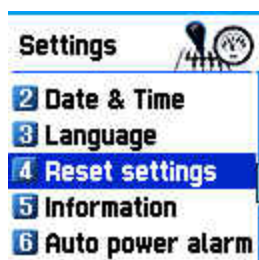 Settings
2 Date & Time
3 Language
4 Reset settings
5 Information
6 Auto power alarm